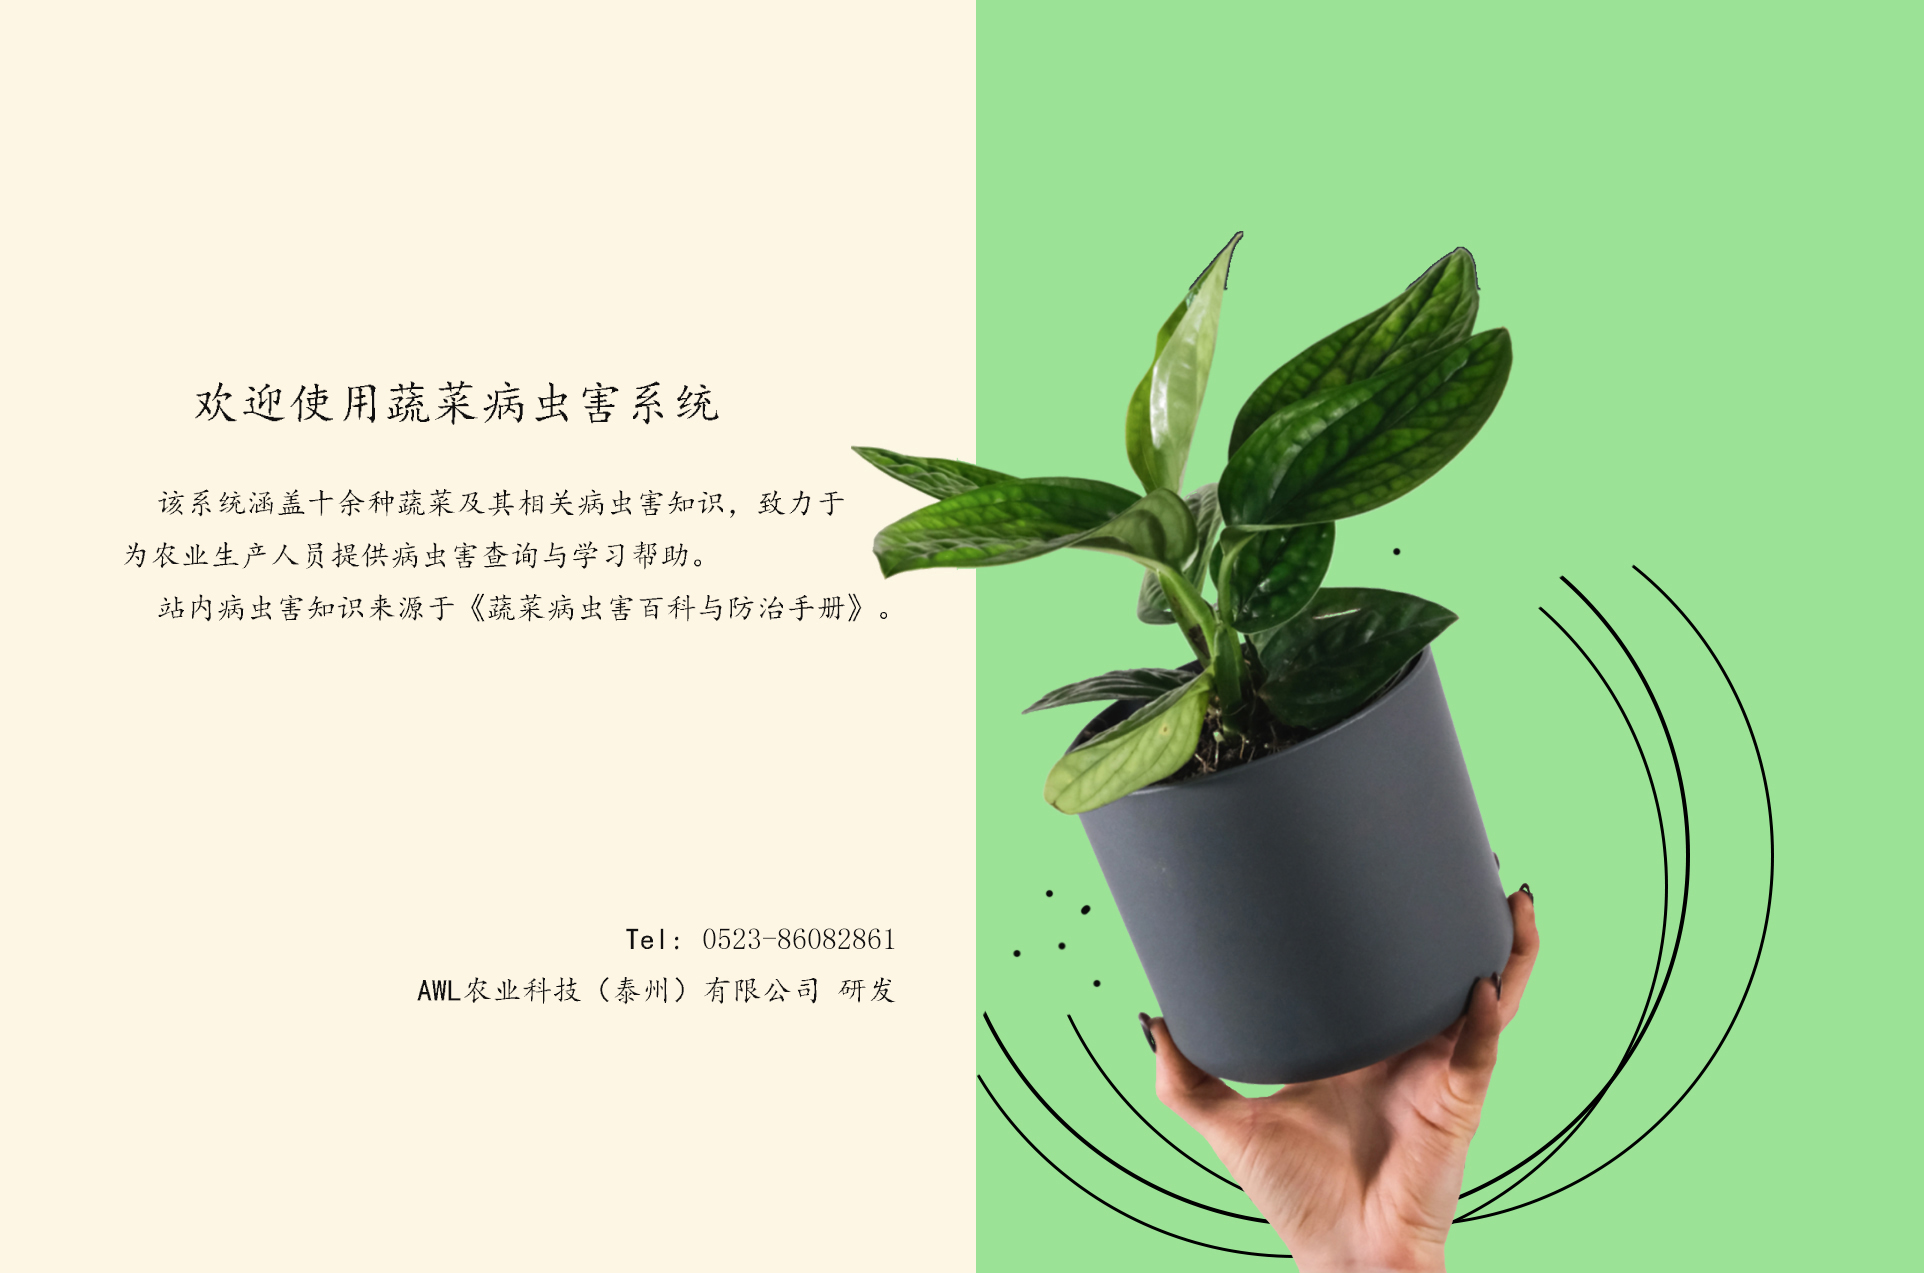 欢迎使用蔬菜病虫害系统
该系统涵盖十余种蔬菜及其相关病虫害知识，致力于
为农业生产人员提供病虫害查询与学习帮助。
站内病虫害知识来源于《蔬菜病虫害百科与防治手册》。
Tel: 0523-86082861
AWL农业科技（泰州）有限公司 研发